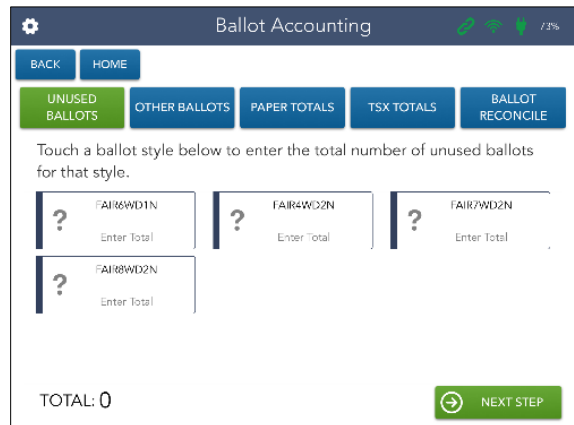 Ballot Accounting
73%
BACK HOME
UNUSED BALLOTS OTHER BALLOTS PAPER TOTALS TSX TOTALS BALLOT RECONCILE
Touch a ballot style below to enter the total number of unused ballots
for that style.
? FAIR6WD1N ? FAIR4WD2N ? FAIR7WD2N
Enter Total Enter Total Enter Total
? FAIR8WD2N
Enter Total
TOTAL: 0 NEXT STEP